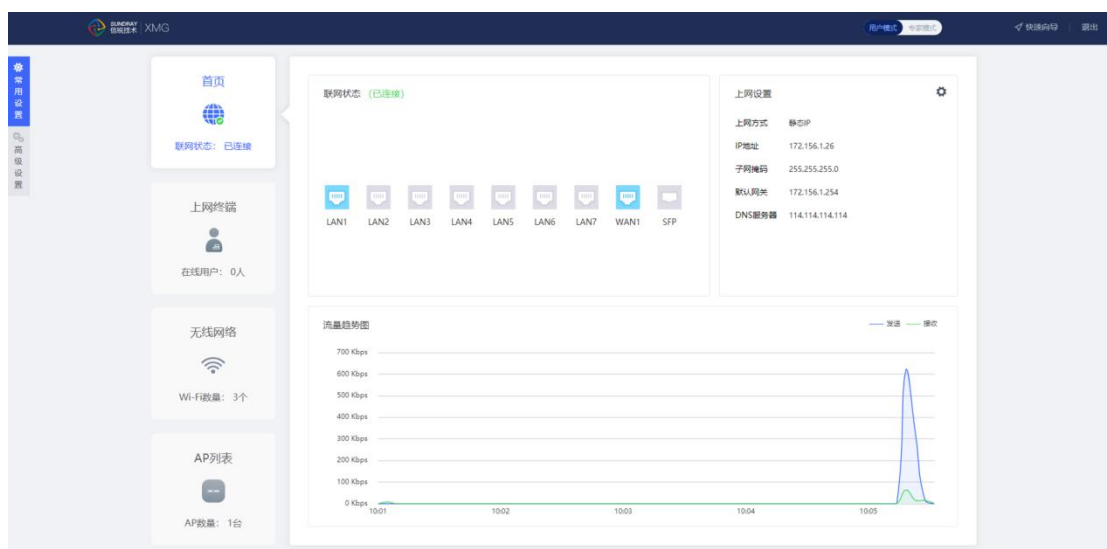 SUNDRAY
信锐技术
XMG
用户模式 专家模式
快速向导 退出
常用设置
高级设置
首页
联网状态: 已连接
上网终端
在线用户: 0人
无线网络
Wi-Fi数量: 3个
AP列表
AP数量: 1台
联网状态 (已连接)
LAN1 LAN2 LAN3 LAN4 LAN5 LAN6 LAN7 WAN1 SFP
上网设置
上网方式 静态IP
IP地址 172.156.1.26
子网掩码 255.255.255.0
默认网关 172.156.1.254
DNS服务器 114.114.114.114
流量趋势图
发送 接收
700 Kbps
600 Kbps
500 Kbps
400 Kbps
300 Kbps
200 Kbps
100 Kbps
0 Kbps
10:01 10:02 10:03 10:04 10:05